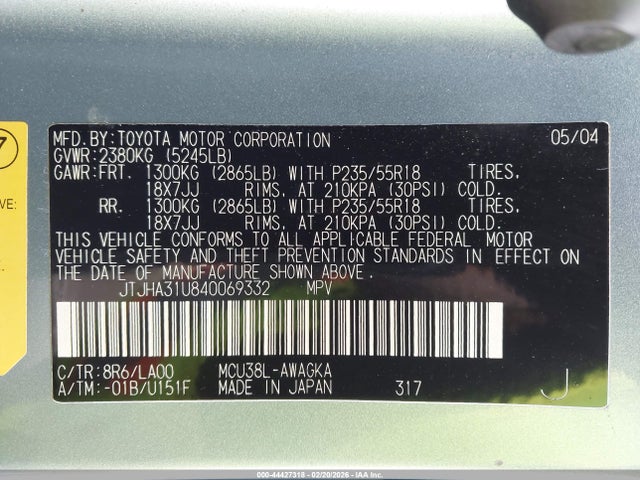 MFD.BY:TOYOTA MOTOR CORPORATION 05/04
GVWR:2380KG (5245LB)
GAWR:FRT. 1300KG (2865LB) WITH P235/55R18 TIRES,
18X7JJ RIMS, AT 210KPA (30PSI) COLD.
RR. 1300KG (2865LB) WITH P235/55R18 TIRES,
18X7JJ RIMS, AT 210KPA (30PSI) COLD.
THIS VEHICLE CONFORMS TO ALL APPLICABLE FEDERAL MOTOR
VEHICLE SAFETY AND THEFT PREVENTION STANDARDS IN EFFECT ON
THE DATE OF MANUFACTURE SHOWN ABOVE.
JTJHA31U840069332 MPV
C/TR:8R6/LA00 MCU38L-AWAGKA
A/TM:-01B/U151F MADE IN JAPAN 317 J
7
VE:
000-44427318 - 02/20/2026 - IAA Inc.